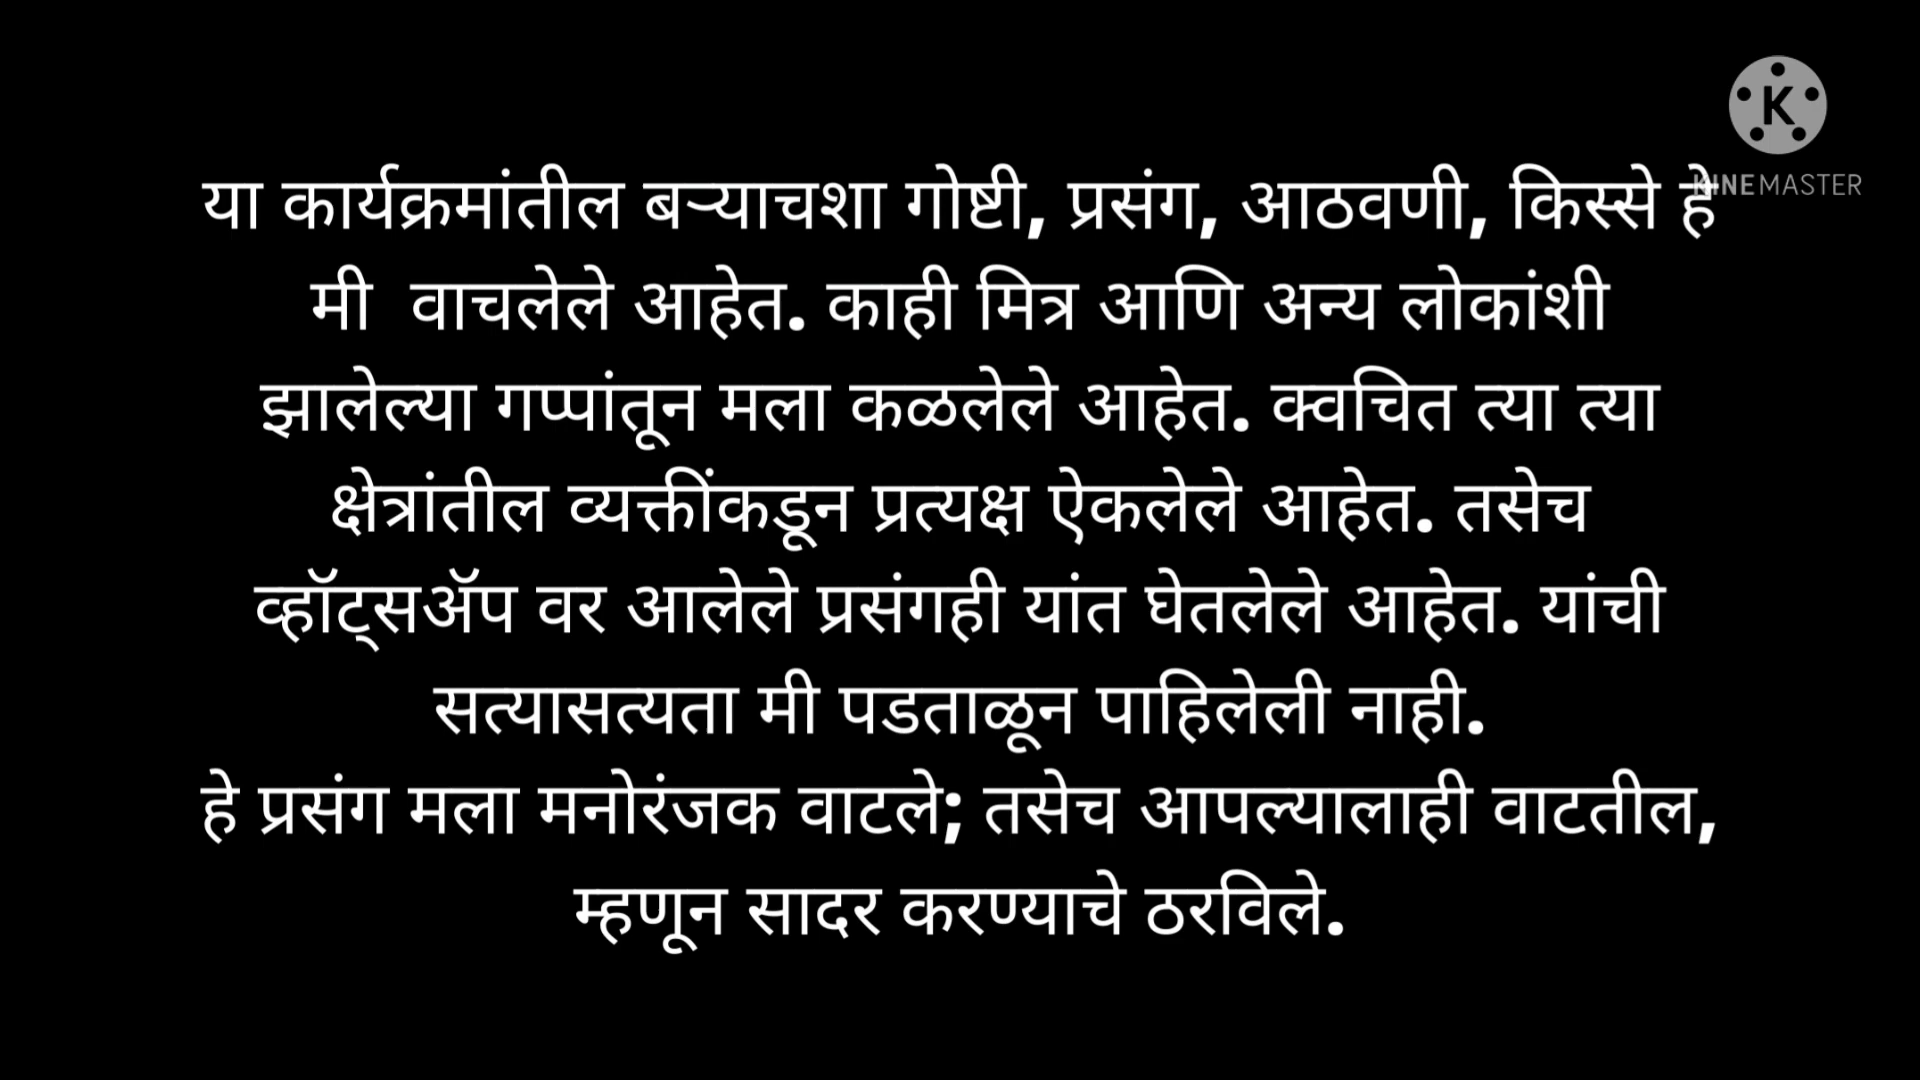 या कार्यक्रमांतील बऱ्याचशा गोष्टी, प्रसंग, आठवणी, किस्से हे
मी  वाचलेले आहेत. काही मित्र आणि अन्य लोकांशी
झालेल्या गप्पांतून मला कळलेले आहेत. क्वचित त्या त्या
क्षेत्रांतील व्यक्तींकडून प्रत्यक्ष ऐकलेले आहेत. तसेच
व्हॉट्सॲप वर आलेले प्रसंगही यांत घेतलेले आहेत. यांची
सत्यासत्यता मी पडताळून पाहिलेली नाही.
हे प्रसंग मला मनोरंजक वाटले; तसेच आपल्यालाही वाटतील,
म्हणून सादर करण्याचे ठरविले.
K
KINEMASTER